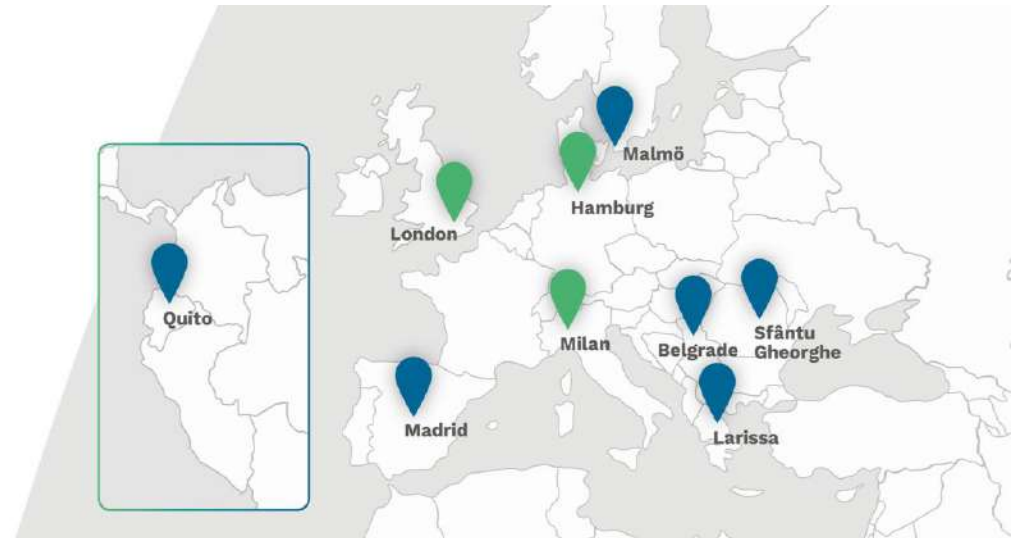 Malmö
Hamburg
London
Quito
Milan
Belgrade
Sfântu
Gheorghe
Madrid
Larissa